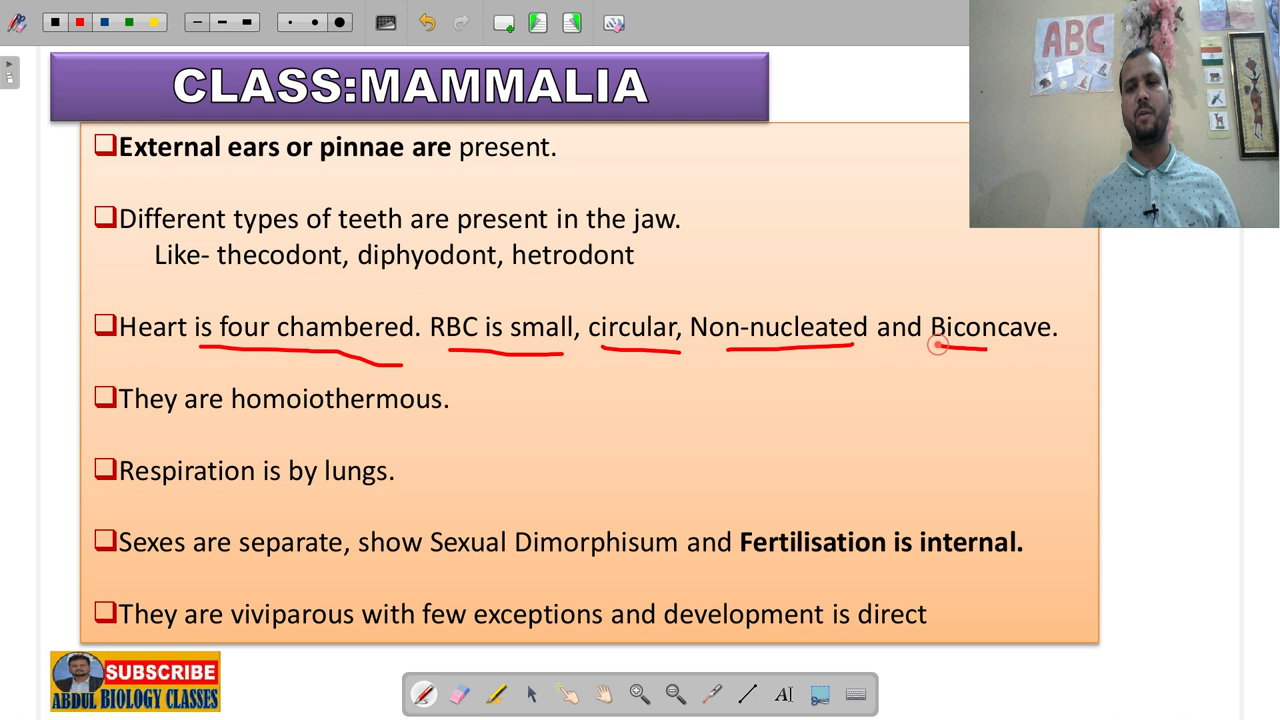 CLASS:MAMMALIA
ABC
External ears or pinnae are present.
Different types of teeth are present in the jaw.
Like- thecodont, diphyodont, hetrodont
Heart is four chambered. RBC is small, circular, Non-nucleated and Biconcave.
They are homoiothermous.
Respiration is by lungs.
Sexes are separate, show Sexual Dimorphisum and Fertilisation is internal.
They are viviparous with few exceptions and development is direct
SUBSCRIBE
ABDUL BIOLOGY CLASSES
AI